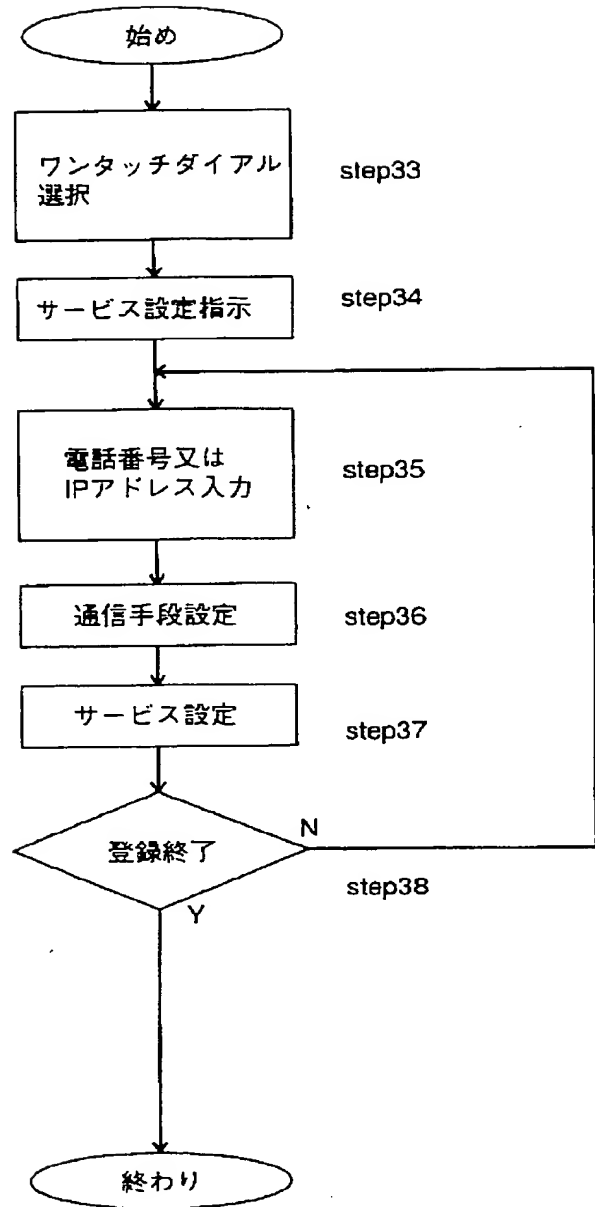 始め
ワンタッチダイアル
選択
step33
サービス設定指示
step34
電話番号又は
IPアドレス入力
step35
通信手段設定
step36
サービス設定
step37
登録終了
N
step38
Y
終わり